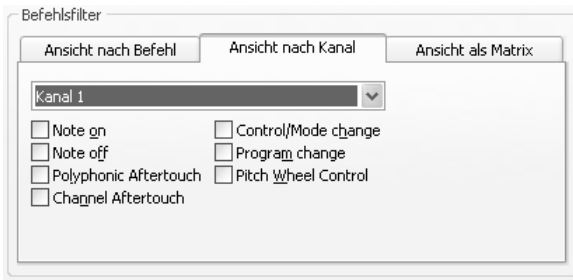 Befehlsfilter
Ansicht nach Befehl Ansicht nach Kanal Ansicht als Matrix
Kanal 1
Note on Control/Mode change
Note off Program change
Polyphonic Aftertouch Pitch Wheel Control
Channel Aftertouch